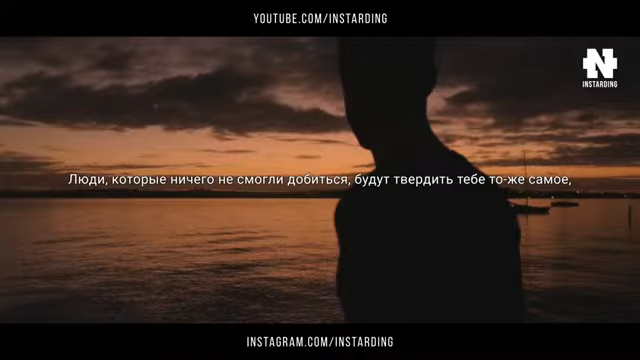 YOUTUBE.COM/INSTARDING
N
INSTARDING
Люди, которые ничего не смогли добиться, будут твердить тебе то-же самое,
INSTAGRAM.COM/INSTARDING